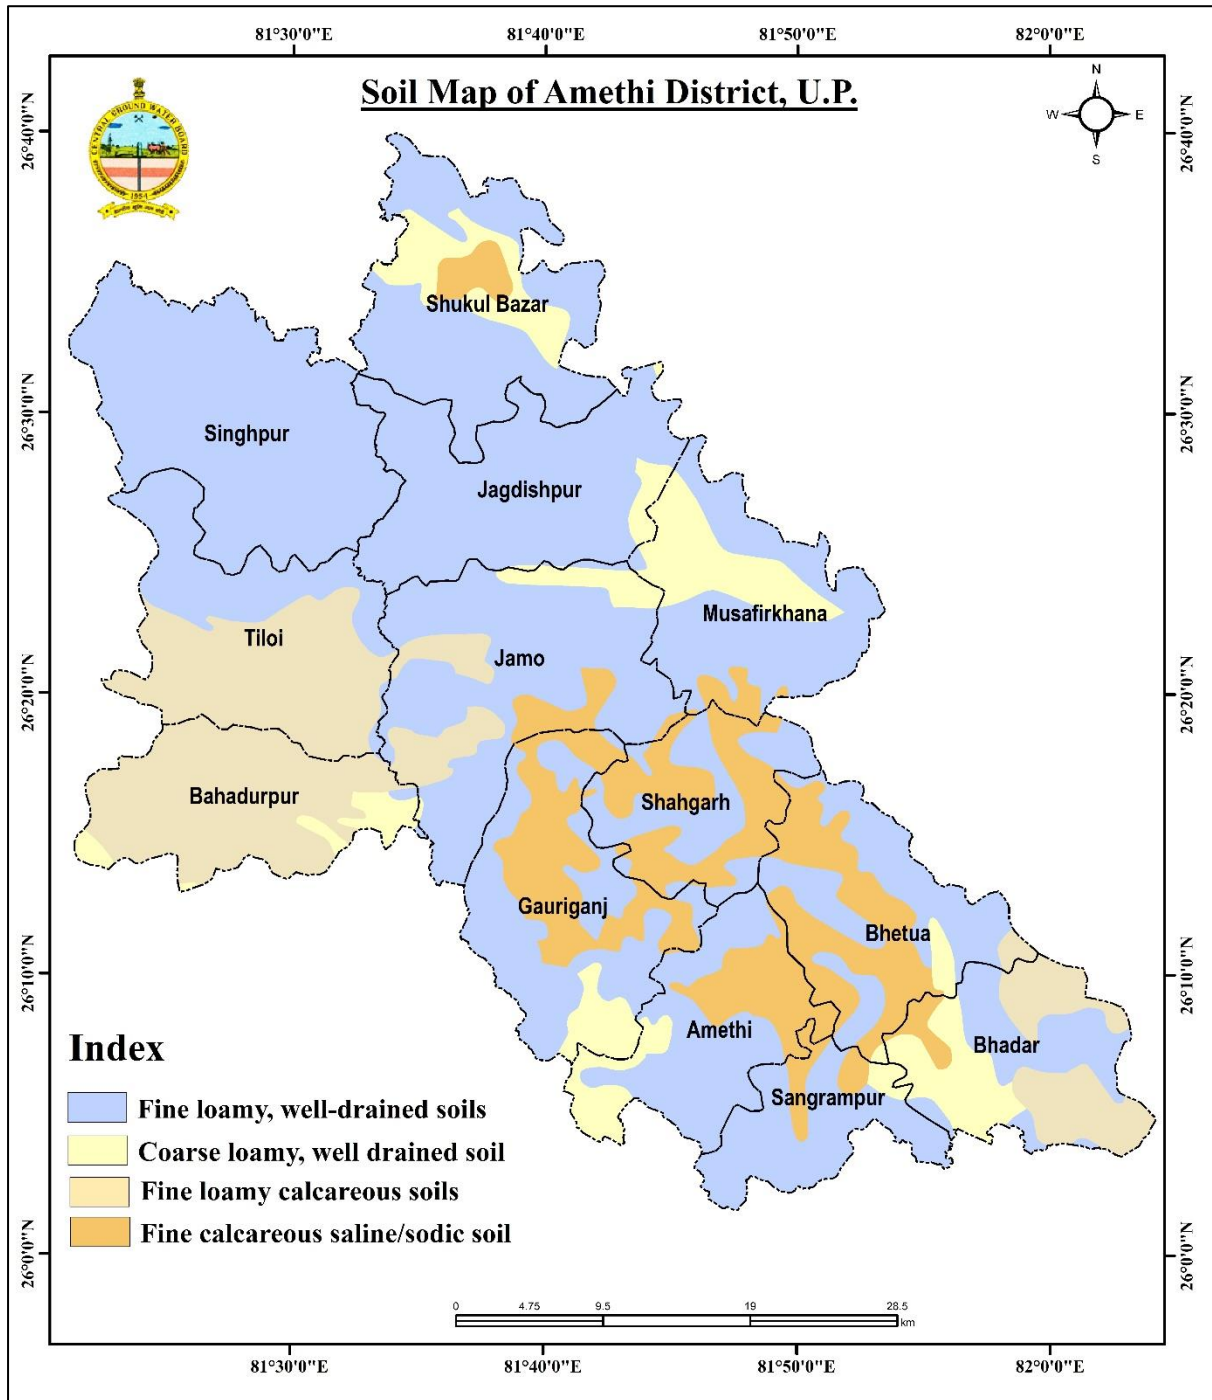 81°30'0"E 81°40'0"E 81°50'0"E 82°0'0"E
Soil Map of Amethi District, U.P.
CENTRAL GROUND WATER BOARD
1954
N
W E
S
26°40'0"N 26°40'0"N
Shukul Bazar
26°30'0"N 26°30'0"N
Singhpur
Jagdishpur
Musafirkhana
Tiloi
Jamo
26°20'0"N 26°20'0"N
Bahadurpur
Shahgarh
Gauriganj
Bhetua
26°10'0"N 26°10'0"N
Amethi
Bhadar
Sangrampur
Index
Fine loamy, well-drained soils
Coarse loamy, well drained soil
Fine loamy calcareous soils
Fine calcareous saline/sodic soil
26°0'0"N 26°0'0"N
0 4.75 9.5 19 28.5
km
81°30'0"E 81°40'0"E 81°50'0"E 82°0'0"E